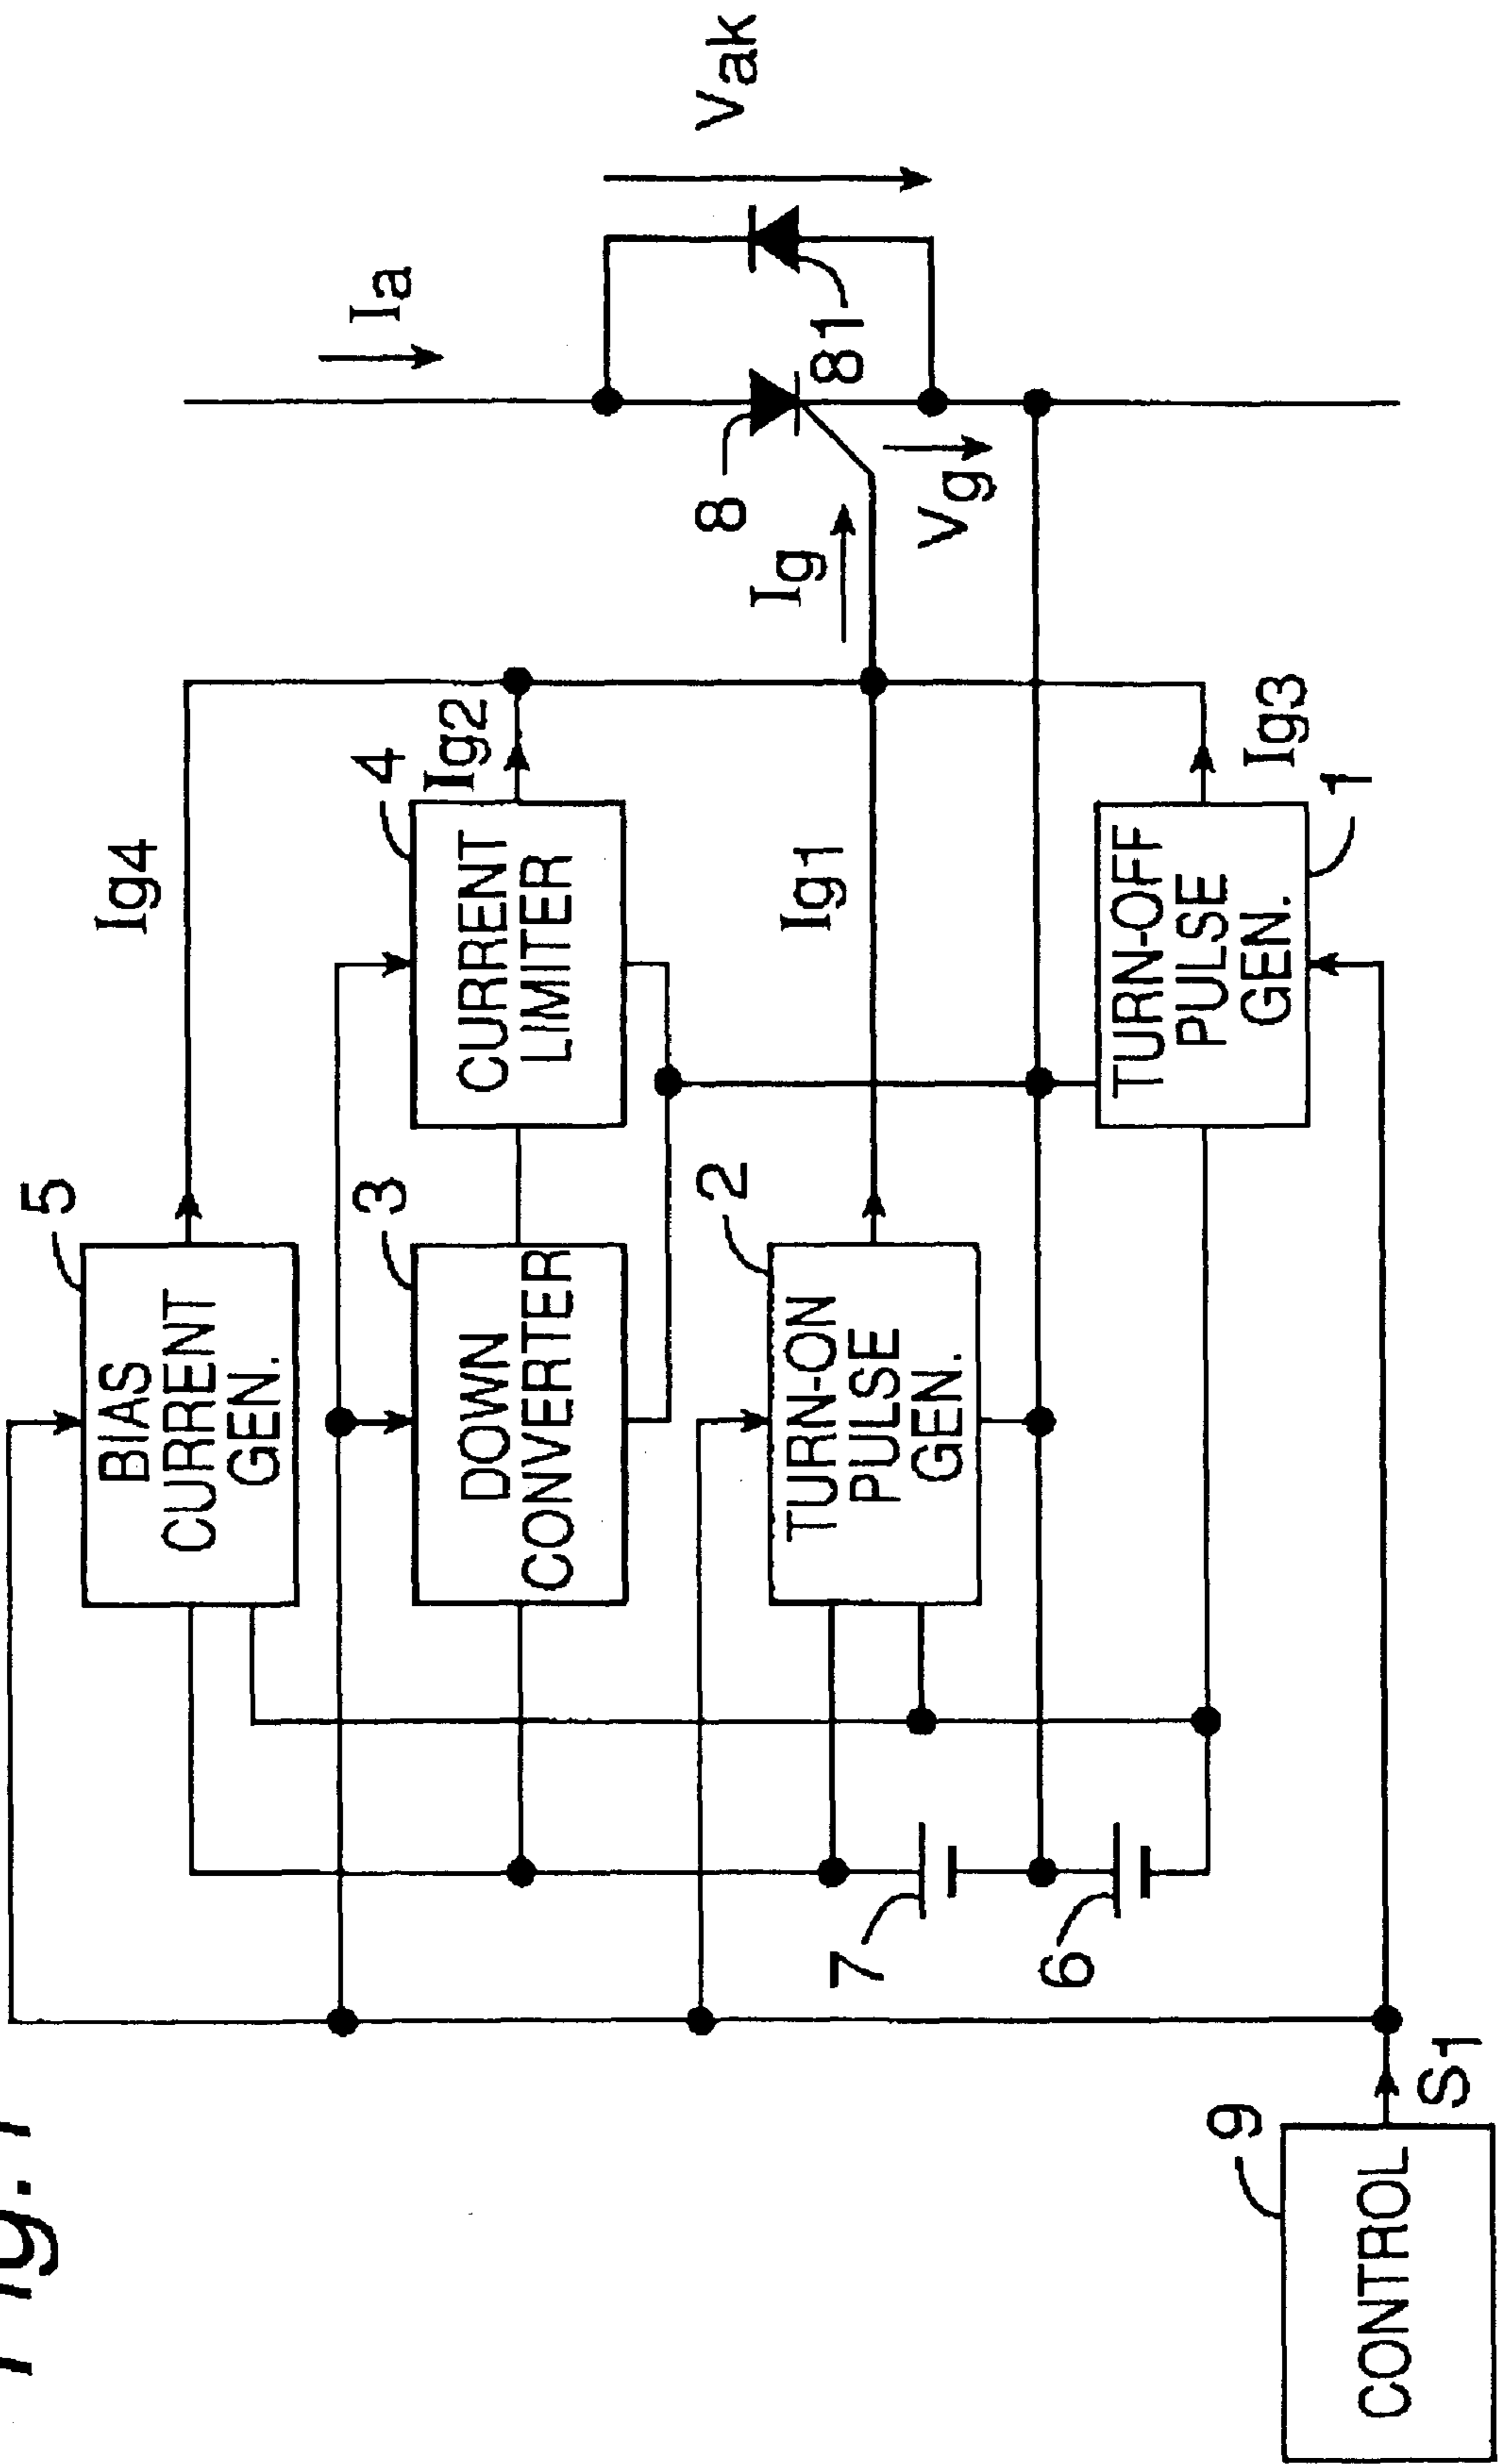 Fig. 1
5
BIAS
CURRENT
GEN.
Ig4
4
CURRENT
LIMITER
Ig2
3
DOWN
CONVERTER
2
TURN-ON
PULSE
GEN.
Ig1
TURN-OFF
PULSE
GEN.
1
Ig3
Ia
Vak
8
81
Ig
Vg
7
6
9
CONTROL
S1